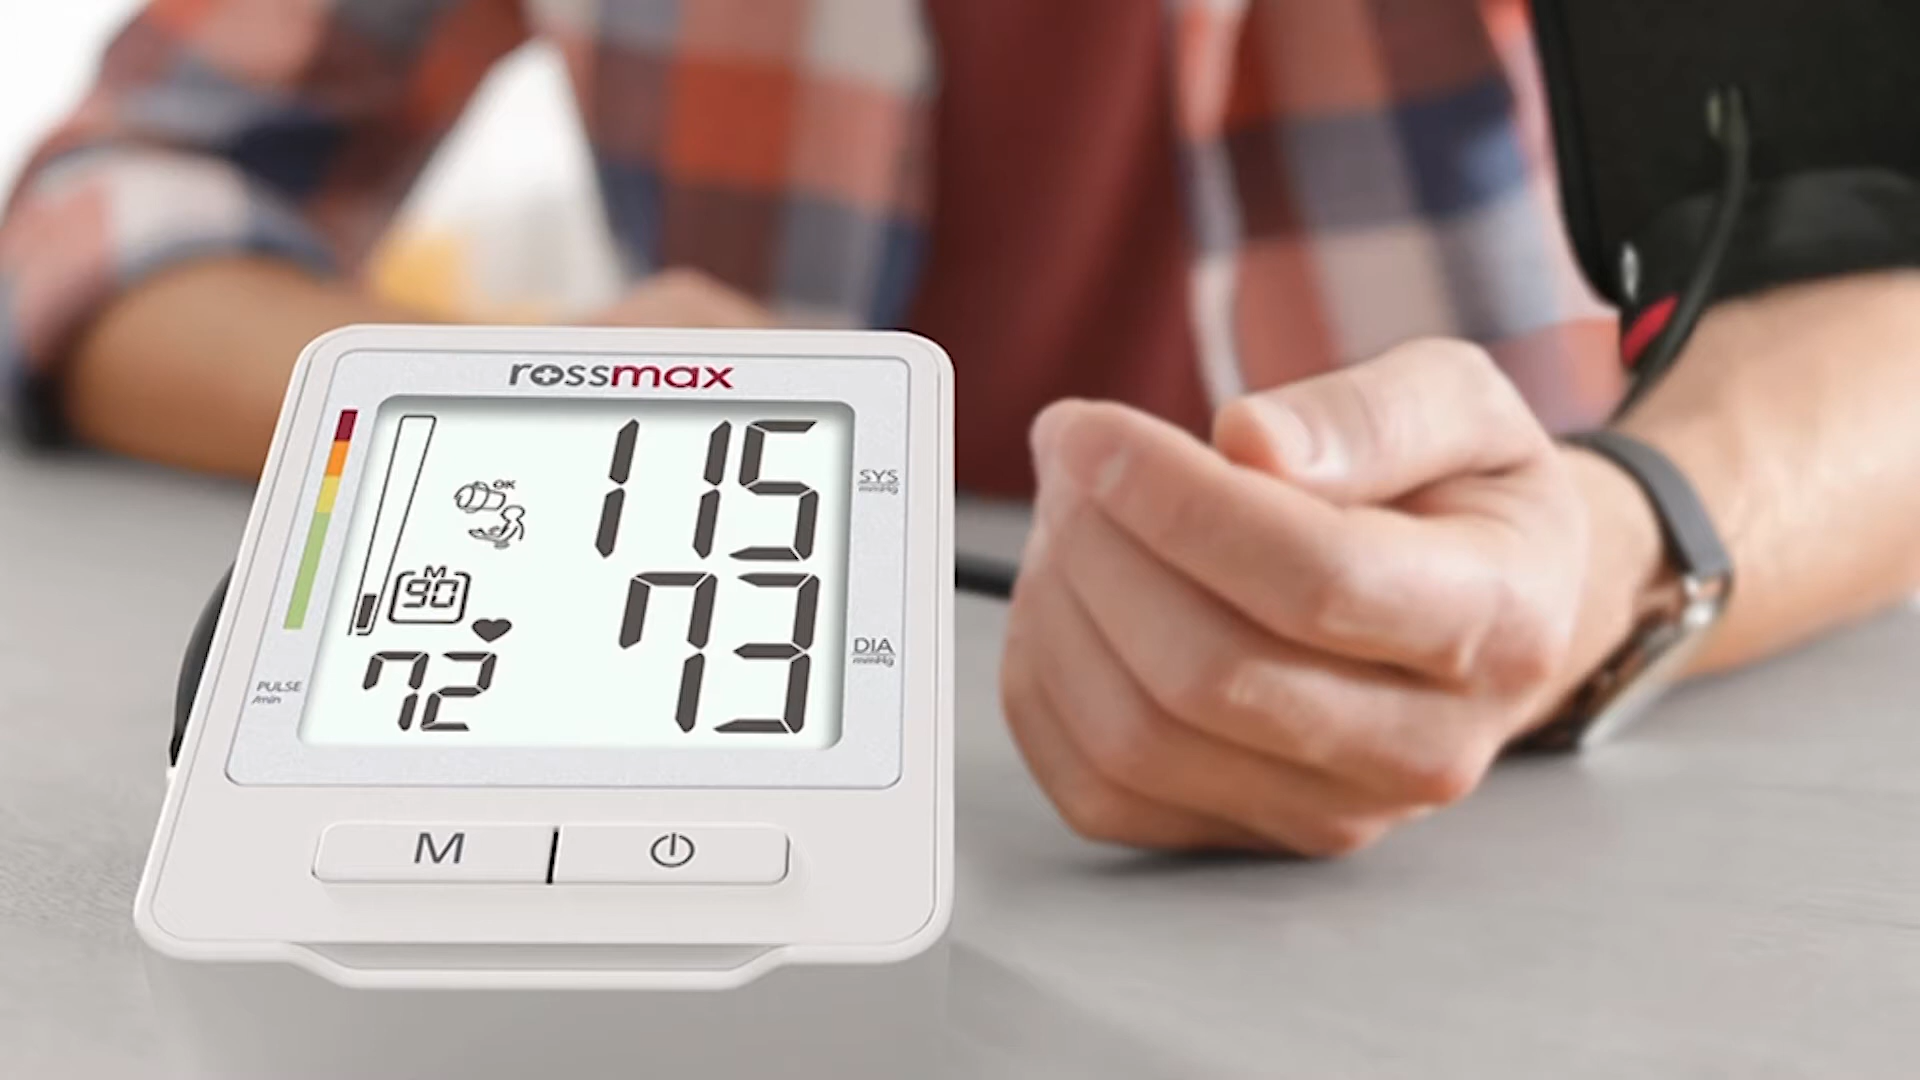 rossmax
115
SYS
mmHg
OK
M
90
73
DIA
mmHg
72
PULSE
/min
M